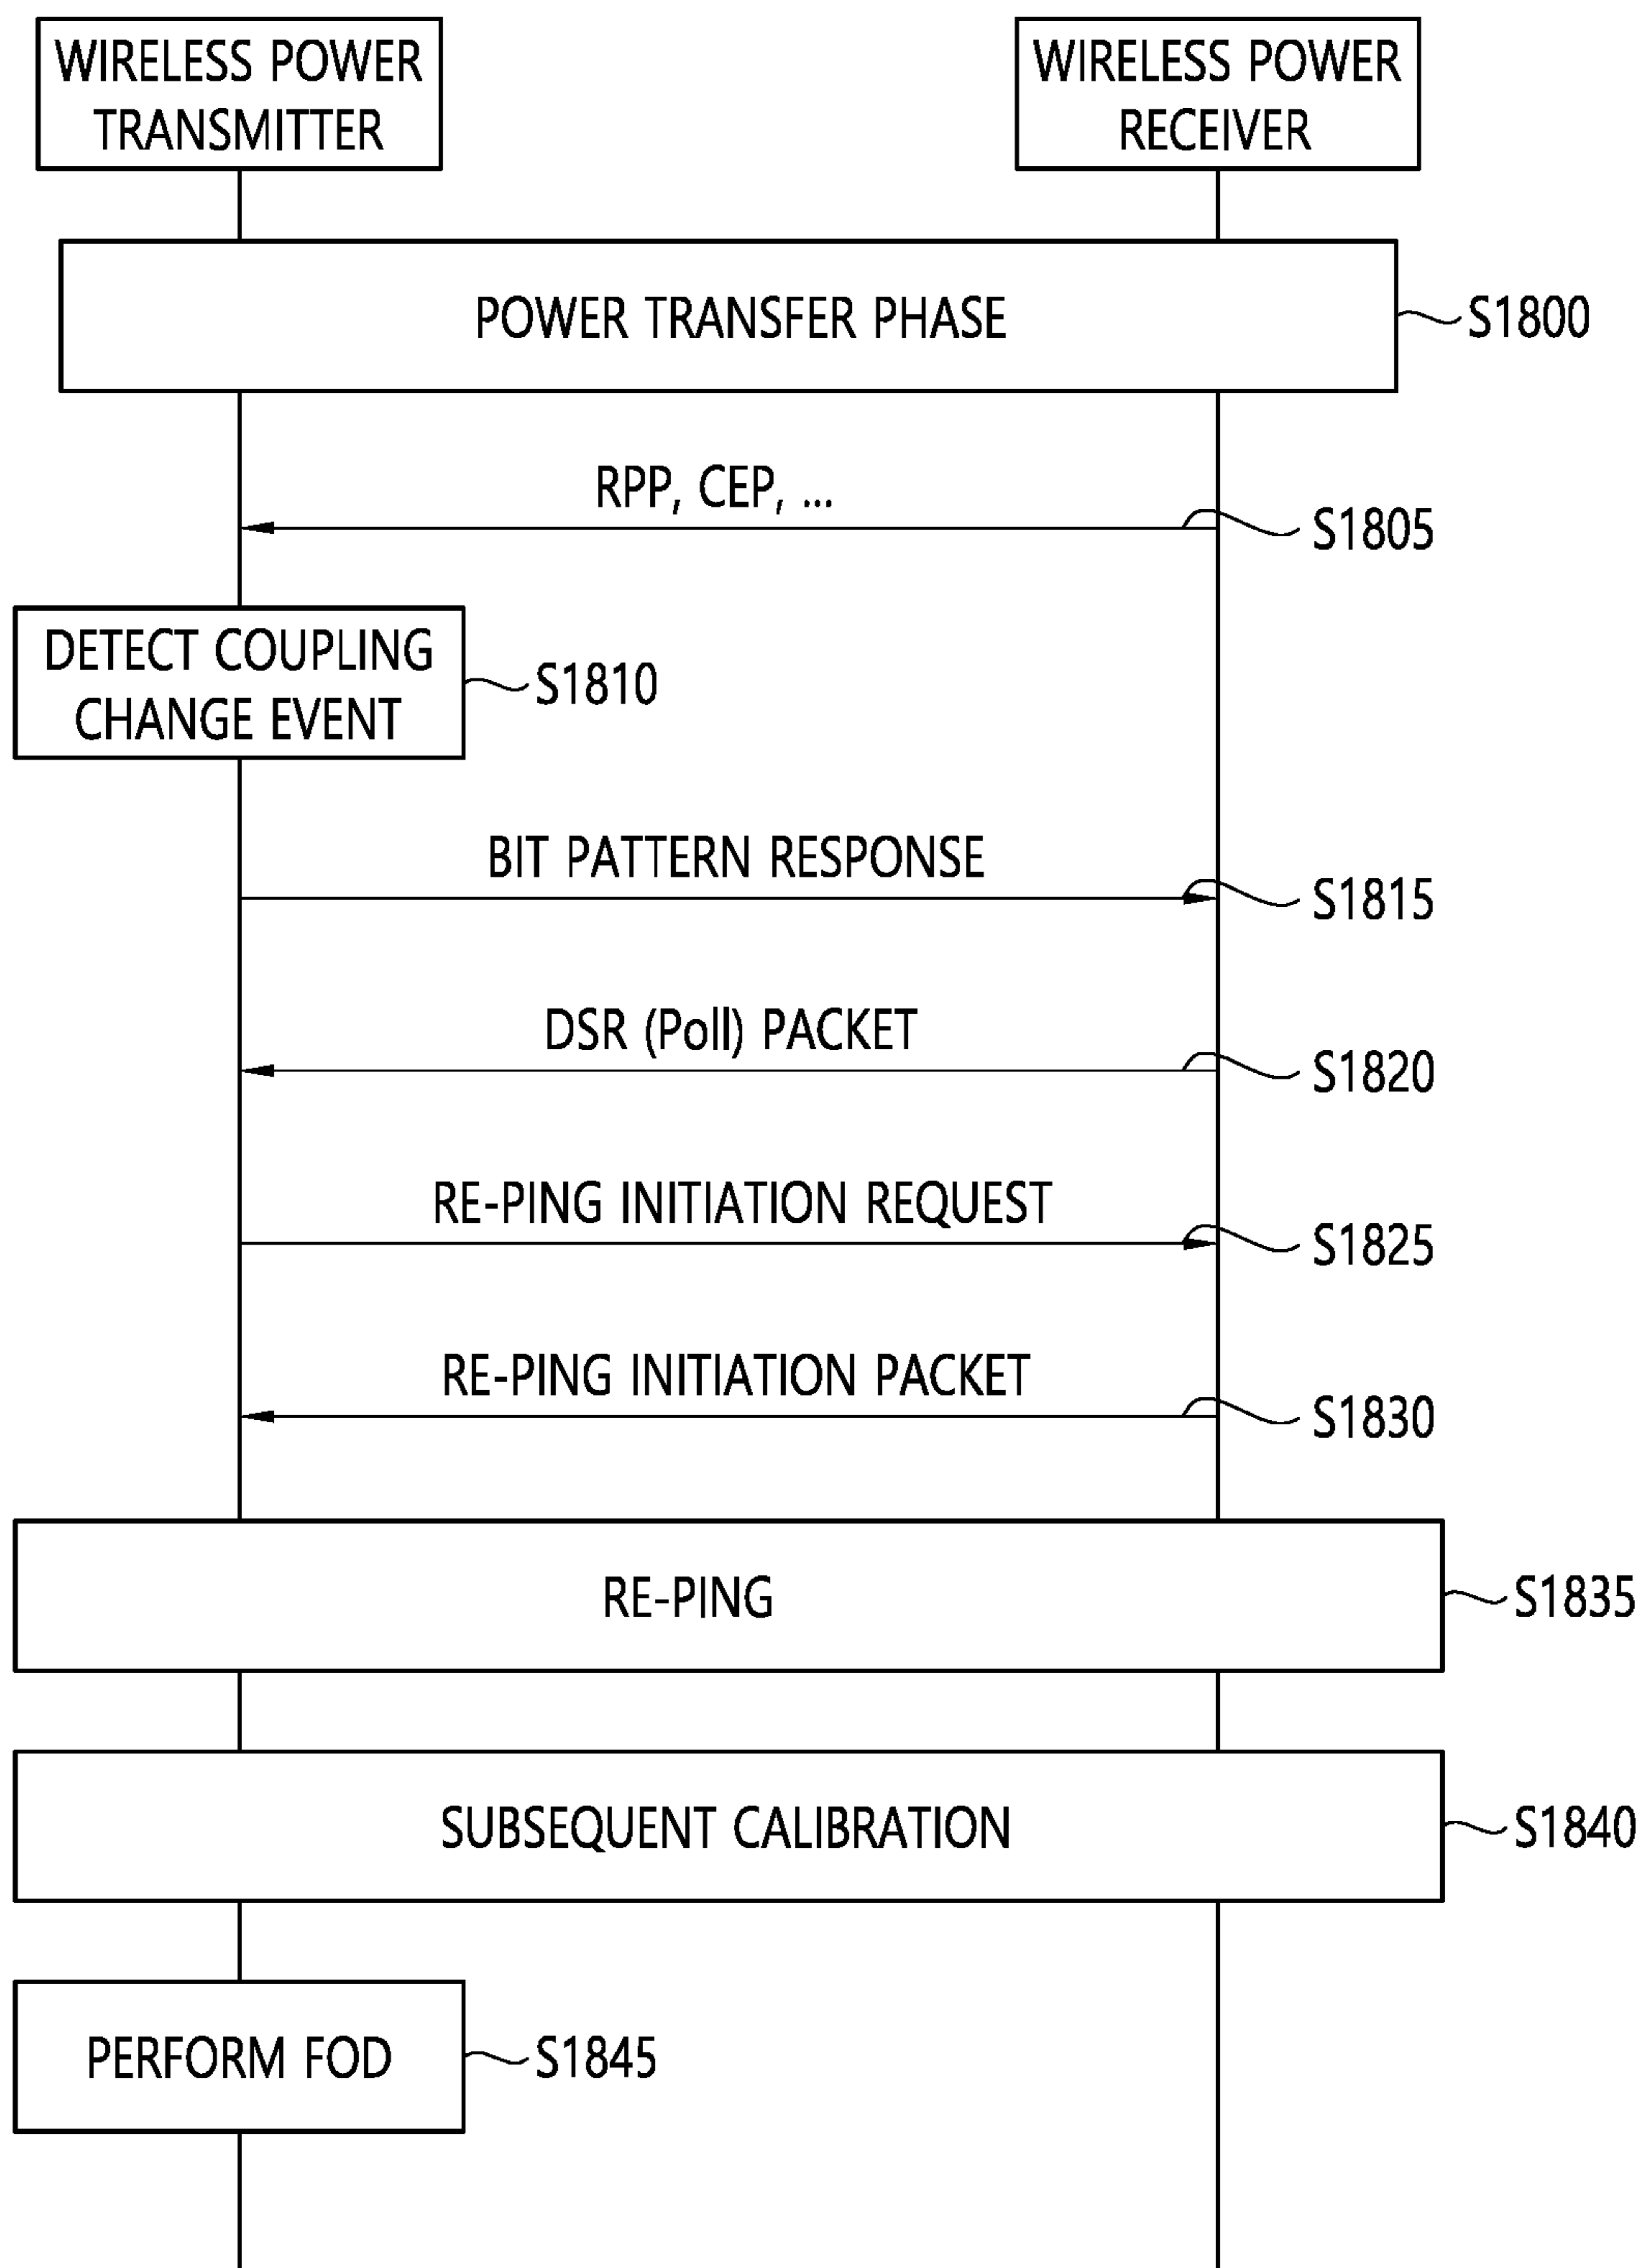 WIRELESS POWER
TRANSMITTER
WIRELESS POWER
RECEIVER
POWER TRANSFER PHASE
S1800
RPP, CEP, ...
S1805
DETECT COUPLING
CHANGE EVENT
S1810
BIT PATTERN RESPONSE
S1815
DSR (Poll) PACKET
S1820
RE-PING INITIATION REQUEST
S1825
RE-PING INITIATION PACKET
S1830
RE-PING
S1835
SUBSEQUENT CALIBRATION
S1840
PERFORM FOD
S1845